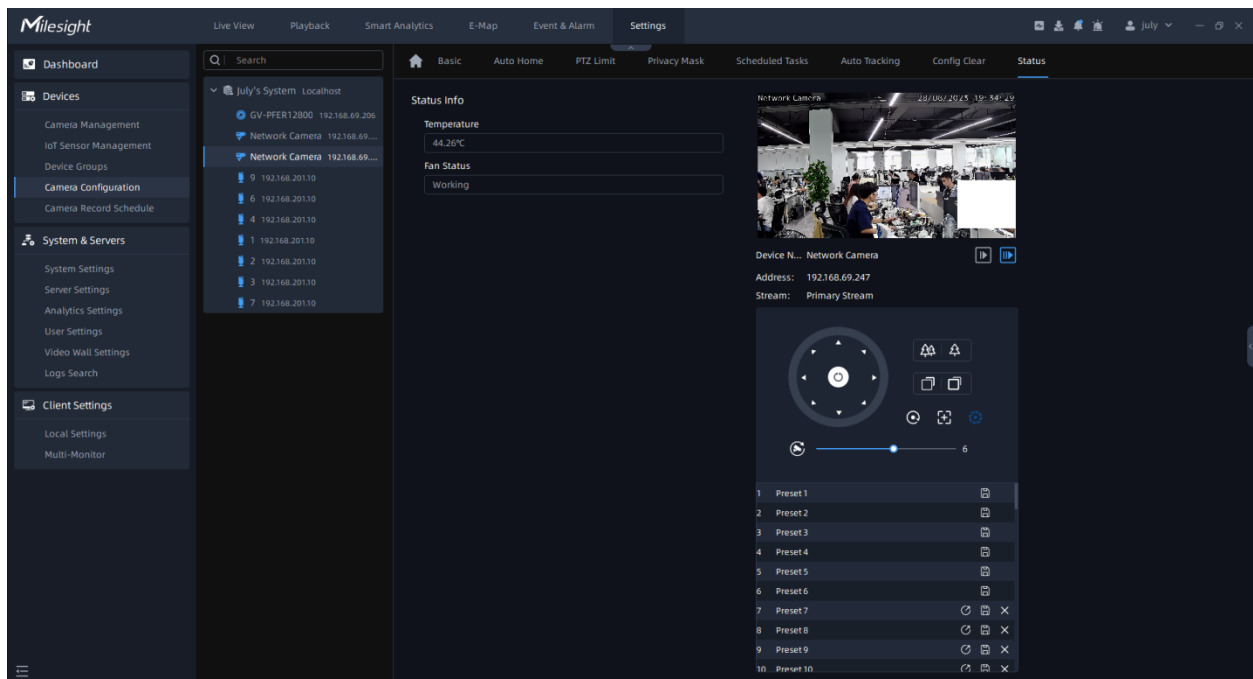 Milesight
Live View Playback Smart Analytics E-Map Event & Alarm Settings
july
Dashboard
Devices
Camera Management
IoT Sensor Management
Device Groups
Camera Configuration
Camera Record Schedule
System & Servers
System Settings
Server Settings
Analytics Settings
User Settings
Video Wall Settings
Logs Search
Client Settings
Local Settings
Multi-Monitor
Search
July's System Localhost
GV-PFER12800 192.168.69.206
Network Camera 192.168.69....
Network Camera 192.168.69....
9 192.168.201.10
6 192.168.201.10
4 192.168.201.10
1 192.168.201.10
2 192.168.201.10
3 192.168.201.10
7 192.168.201.10
Basic Auto Home PTZ Limit Privacy Mask Scheduled Tasks Auto Tracking Config Clear Status
Status Info
Temperature
44.26℃
Fan Status
Working
Network Camera 28/08/2023 19:34:29
Device N... Network Camera
Address: 192.168.69.247
Stream: Primary Stream
6
1 Preset 1
2 Preset 2
3 Preset 3
4 Preset 4
5 Preset 5
6 Preset 6
7 Preset 7
8 Preset 8
9 Preset 9
10 Preset 10